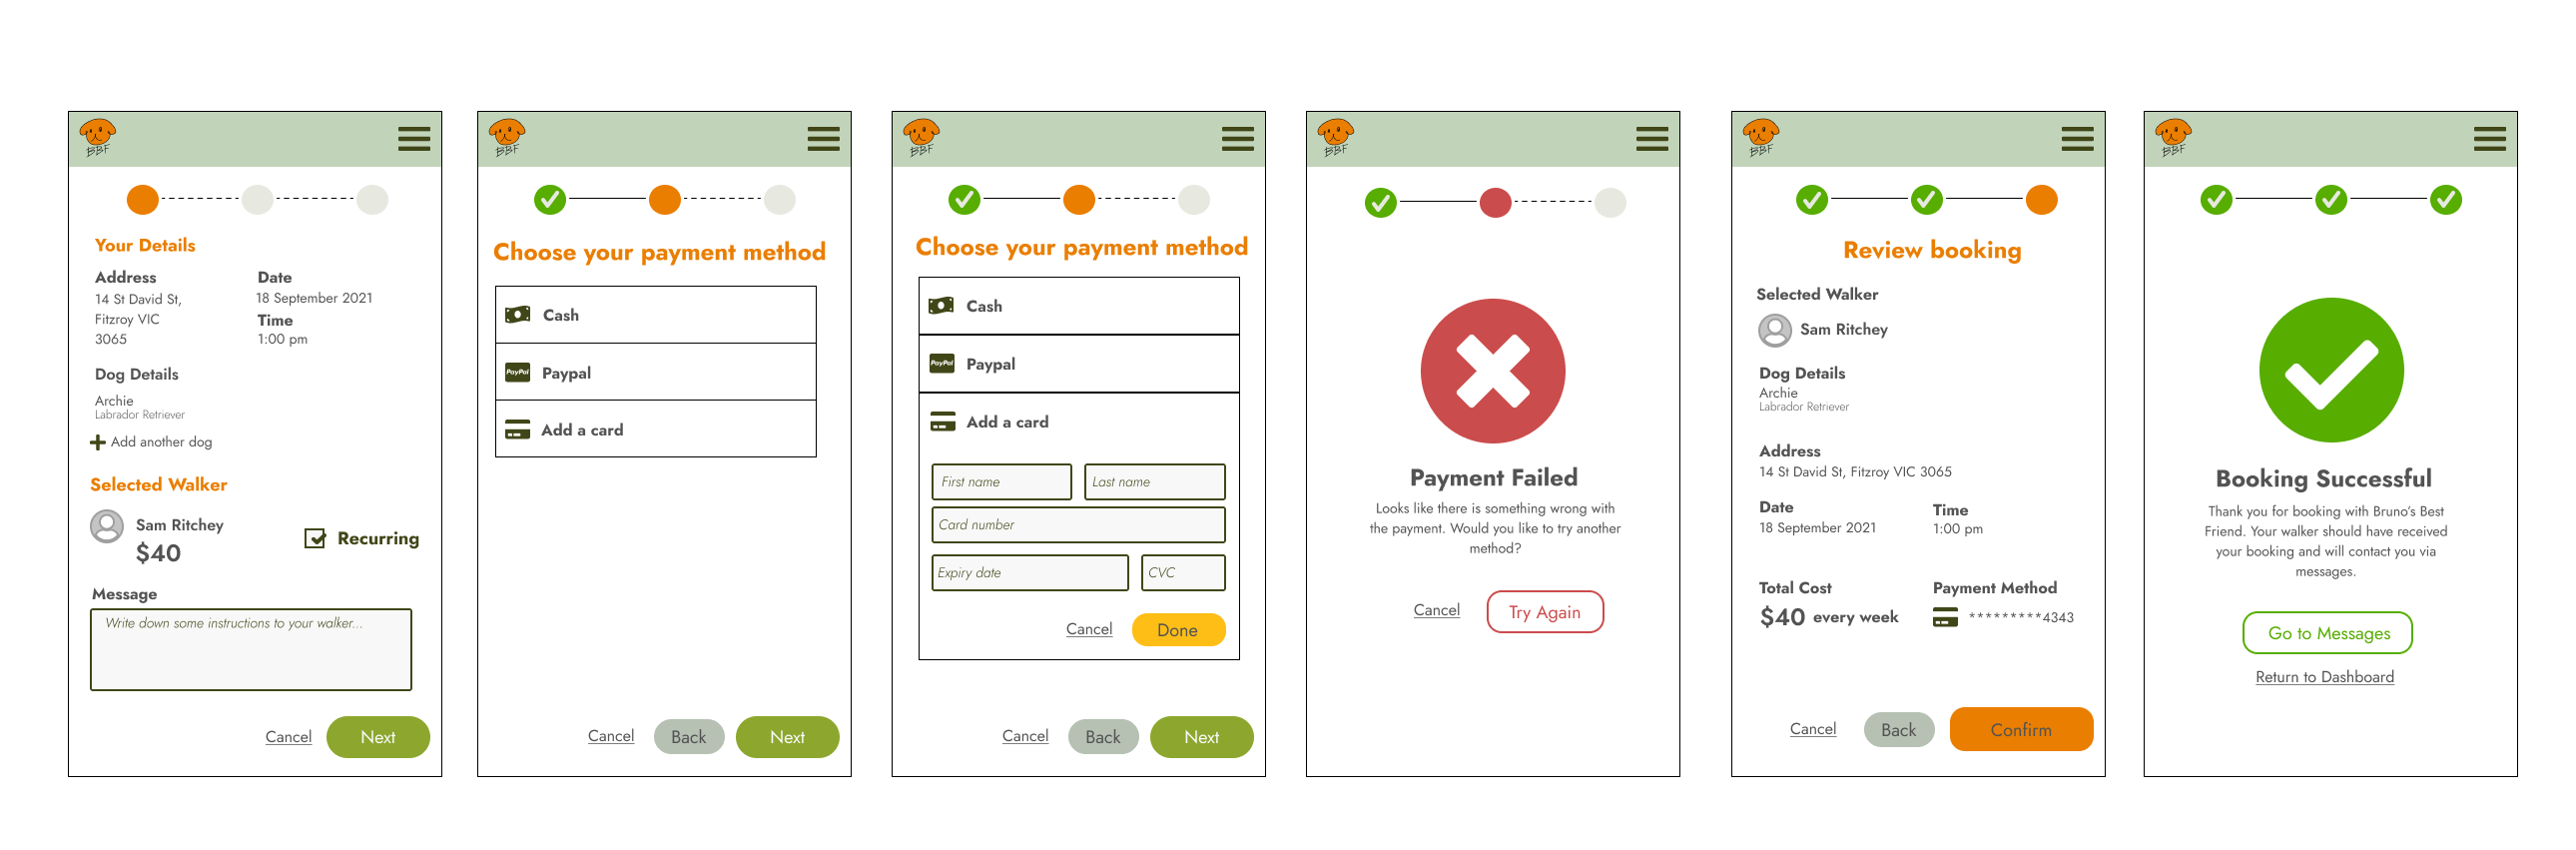 BBF
Your Details
Address
14 St David St,
Fitzroy VIC
3065
Date
18 September 2021
Time
1:00 pm
Dog Details
Archie
Labrador Retriever
Add another dog
Selected Walker
Sam Ritchey
$40
Recurring
Message
Write down some instructions to your walker...
Cancel
Next
BBF
Choose your payment method
Cash
PayPal
Paypal
Add a card
Cancel
Back
Next
BBF
Choose your payment method
Cash
PayPal
Paypal
Add a card
First name
Last name
Card number
Expiry date
CVC
Cancel
Done
Cancel
Back
Next
BBF
Payment Failed
Looks like there is something wrong with
the payment. Would you like to try another
method?
Cancel
Try Again
BBF
Review booking
Selected Walker
Sam Ritchey
Dog Details
Archie
Labrador Retriever
Address
14 St David St, Fitzroy VIC 3065
Date
18 September 2021
Time
1:00 pm
Total Cost
$40 every week
Payment Method
*********4343
Cancel
Back
Confirm
BBF
Booking Successful
Thank you for booking with Bruno's Best
Friend. Your walker should have received
your booking and will contact you via
messages.
Go to Messages
Return to Dashboard